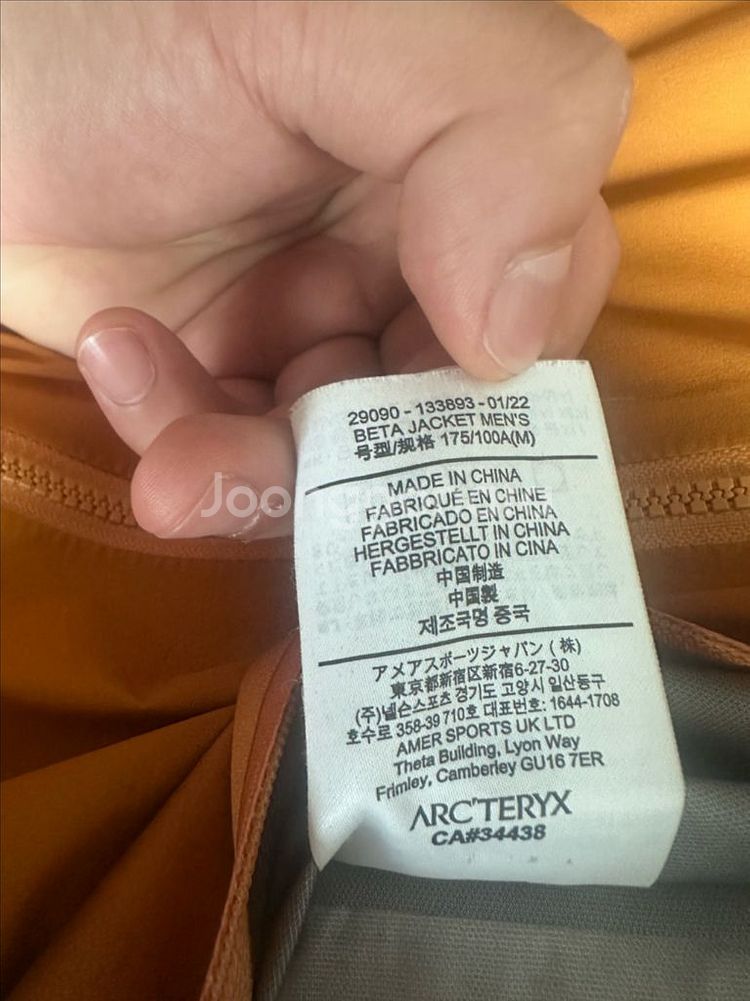 29090 - 133893 - 01/22
BETA JACKET MEN'S
号型/规格 175/100A(M)
MADE IN CHINA
FABRIQUÉ EN CHINE
FABRICADO EN CHINA
HERGESTELLT IN CHINA
FABBRICATO IN CINA
中国制造
中国製
제조국명 중국
アメアスポーツジャパン (株)
東京都新宿区新宿6-27-30
(주)넬슨스포츠 경기도 고양시 일산동구
호수로 358-39 710호 대표번호: 1644-1708
AMER SPORTS UK LTD
Theta Building, Lyon Way
Frimley, Camberley GU16 7ER
ARC'TERYX
CA#34438